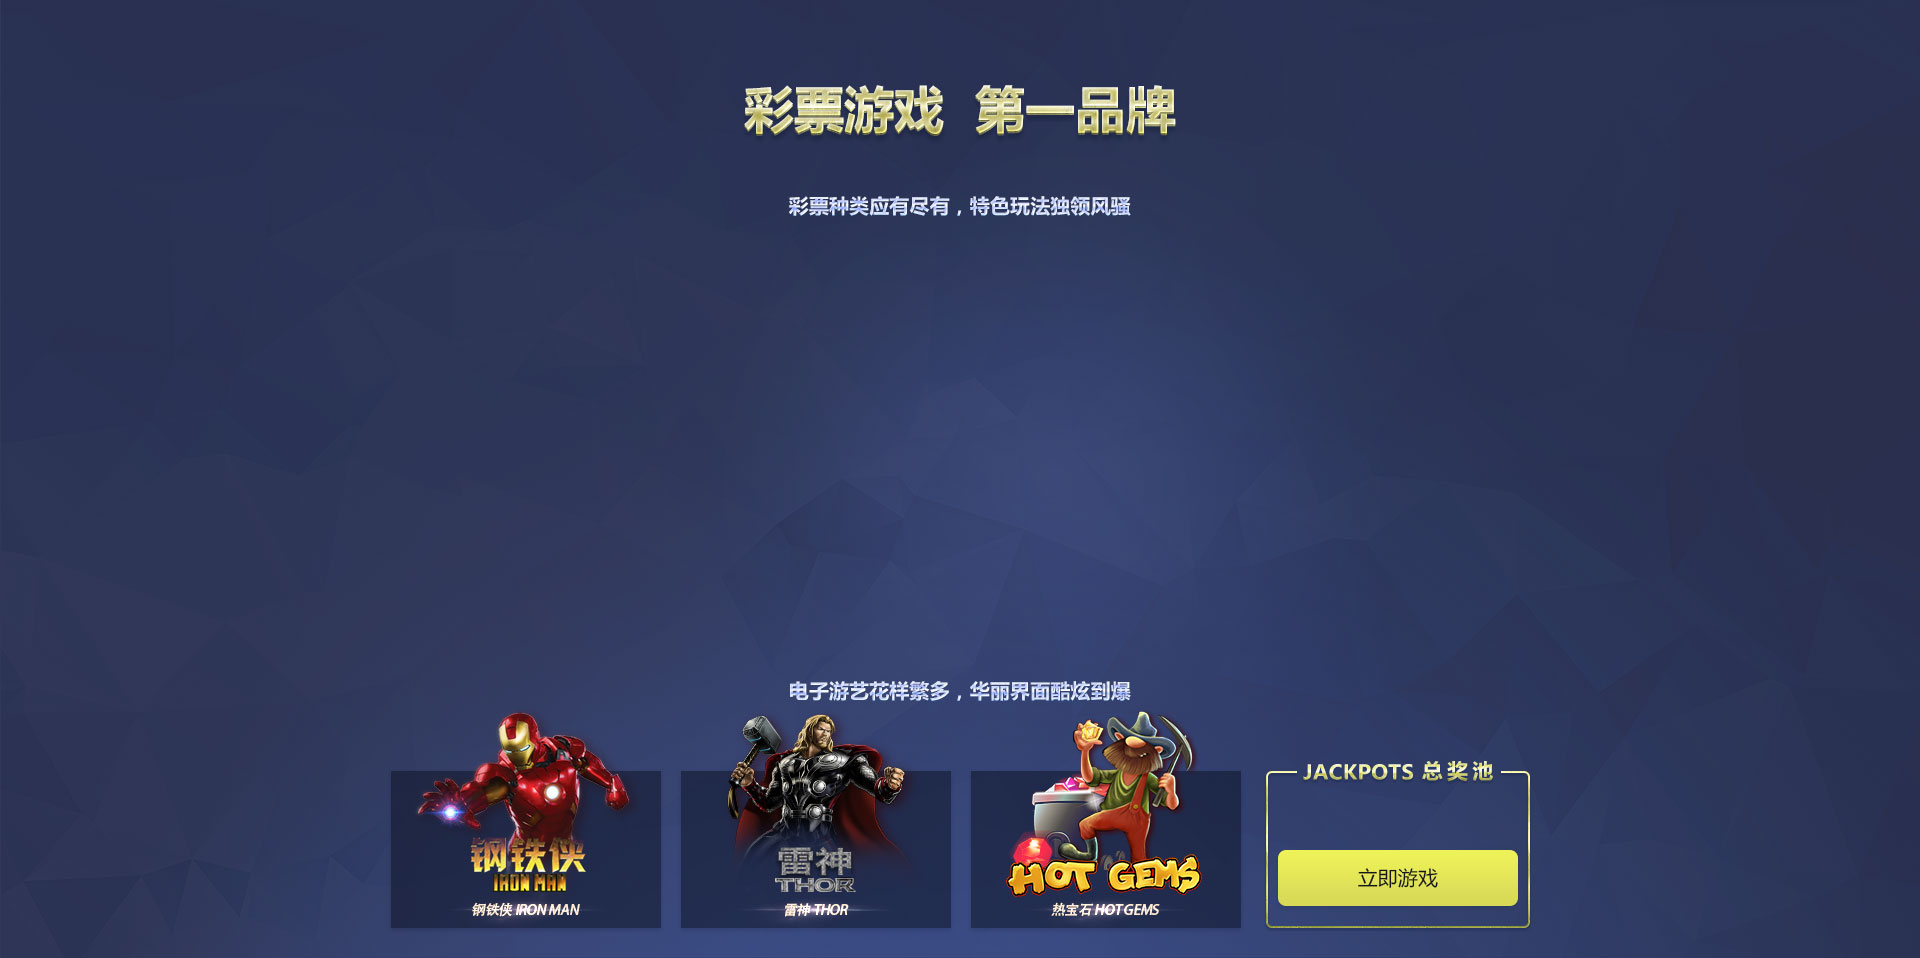 彩票游戏 第一品牌
彩票种类应有尽有，特色玩法独领风骚
电子游艺花样繁多，华丽界面酷炫到爆
钢铁侠
IRON MAN
钢铁侠 IRON MAN
雷神
THOR
雷神 THOR
HOT GEMS
热宝石 HOT GEMS
JACKPOTS 总奖池
立即游戏